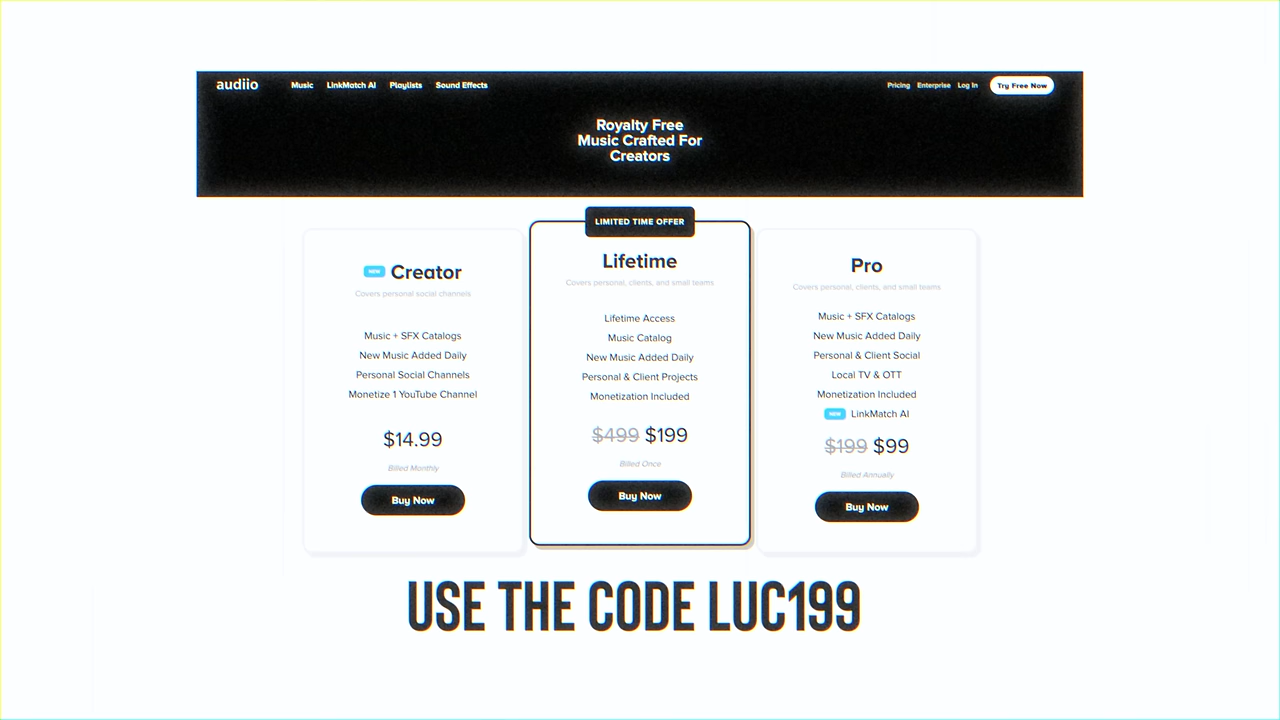 audiio
Music
LinkMatch AI
Playlists
Sound Effects
Pricing
Enterprise
Log In
Try Free Now
Royalty Free
Music Crafted For
Creators
NEW Creator
Covers personal social channels
Music + SFX Catalogs
New Music Added Daily
Personal Social Channels
Monetize 1 YouTube Channel
$14.99
Billed Monthly
Buy Now
LIMITED TIME OFFER
Lifetime
Covers personal, clients, and small teams
Lifetime Access
Music Catalog
New Music Added Daily
Personal & Client Projects
Monetization Included
$499 $199
Billed Once
Buy Now
Pro
Covers personal, clients, and small teams
Music + SFX Catalogs
New Music Added Daily
Personal & Client Social
Local TV & OTT
Monetization Included
NEW LinkMatch AI
$199 $99
Billed Annually
Buy Now
USE THE CODE LUC199